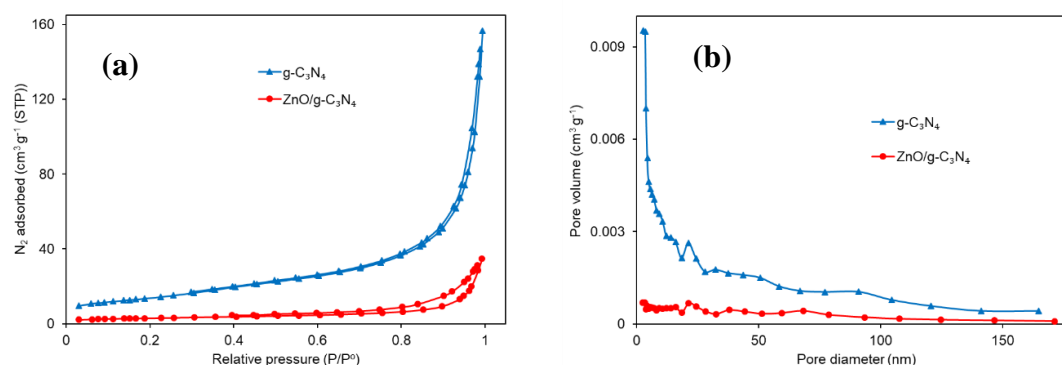 (a)
g-C₃N₄
ZnO/g-C₃N₄
N₂ adsorbed (cm³ g⁻¹ (STP))
160
120
80
40
0
0 0.2 0.4 0.6 0.8 1
Relative pressure (P/P⁰)
(b)
g-C₃N₄
ZnO/g-C₃N₄
Pore volume (cm³ g⁻¹)
0.009
0.006
0.003
0
0 50 100 150
Pore diameter (nm)